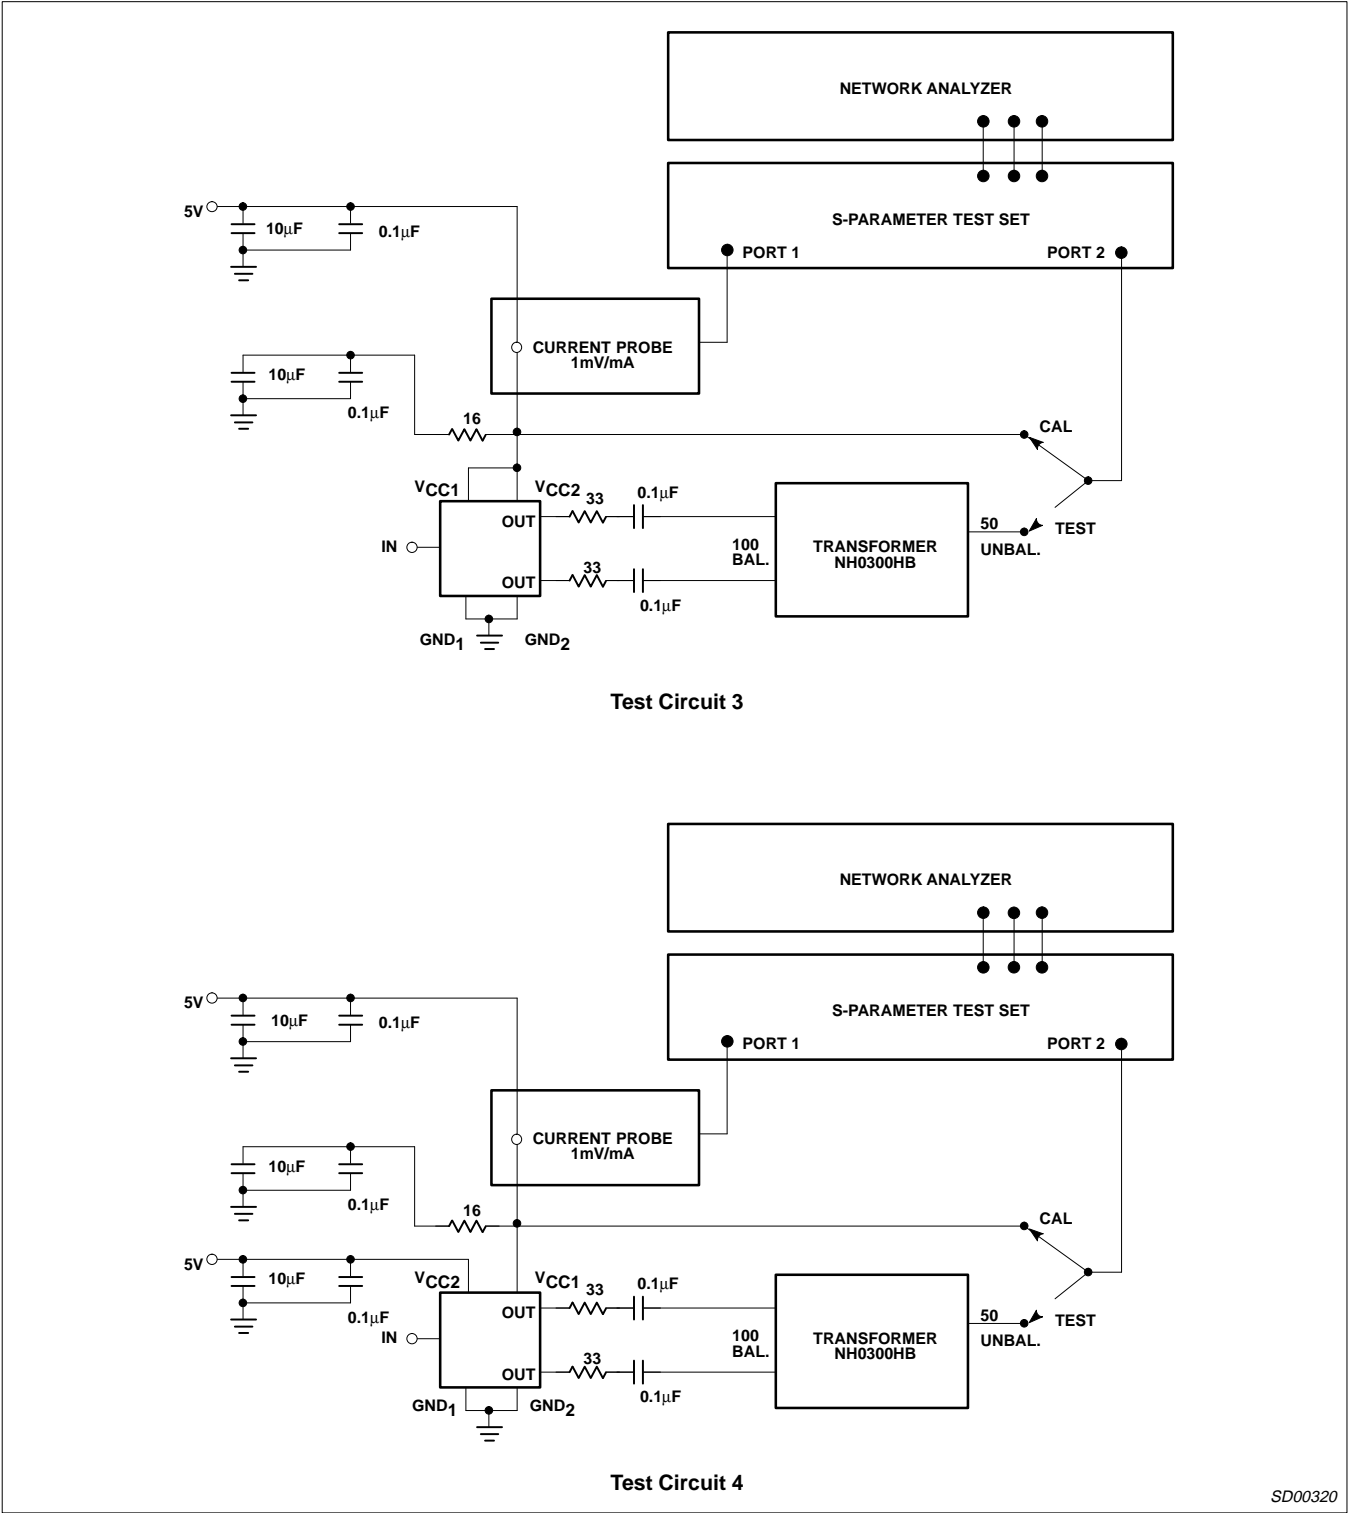 NETWORK ANALYZER
S-PARAMETER TEST SET
PORT 1
PORT 2
5V
10μF
0.1μF
CURRENT PROBE
1mV/mA
10μF
0.1μF
16
CAL
VCC1
VCC2
33
0.1μF
OUT
IN
OUT
33
0.1μF
100
BAL.
TRANSFORMER
NH0300HB
50
UNBAL.
TEST
GND1
GND2
Test Circuit 3
NETWORK ANALYZER
S-PARAMETER TEST SET
PORT 1
PORT 2
5V
10μF
0.1μF
CURRENT PROBE
1mV/mA
10μF
0.1μF
16
CAL
5V
10μF
0.1μF
VCC2
VCC1
33
0.1μF
OUT
IN
OUT
33
0.1μF
100
BAL.
TRANSFORMER
NH0300HB
50
UNBAL.
TEST
GND1
GND2
Test Circuit 4
SD00320